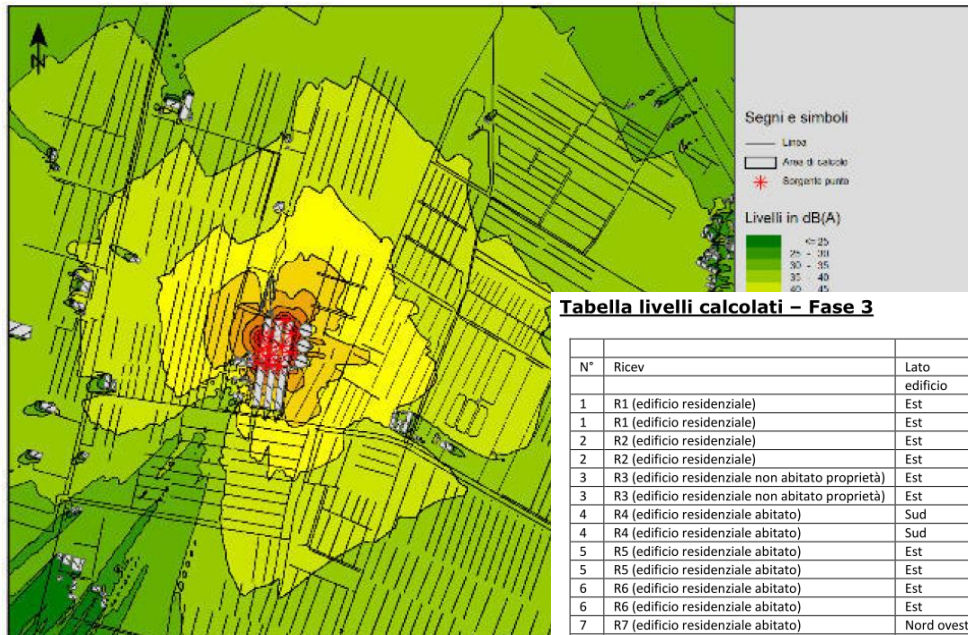 N
Segni e simboli
Linea
Area di calcolo
Sorgente punto
Livelli in dB(A)
<= 25
25 - 30
30 - 35
35 - 40
40 - 45
Tabella livelli calcolati – Fase 3
N° Ricev Lato
edificio
1 R1 (edificio residenziale) Est
1 R1 (edificio residenziale) Est
2 R2 (edificio residenziale) Est
2 R2 (edificio residenziale) Est
3 R3 (edificio residenziale non abitato proprietà) Est
3 R3 (edificio residenziale non abitato proprietà) Est
4 R4 (edificio residenziale abitato) Sud
4 R4 (edificio residenziale abitato) Sud
5 R5 (edificio residenziale abitato) Est
5 R5 (edificio residenziale abitato) Est
6 R6 (edificio residenziale abitato) Est
6 R6 (edificio residenziale abitato) Est
7 R7 (edificio residenziale abitato) Nord ovest